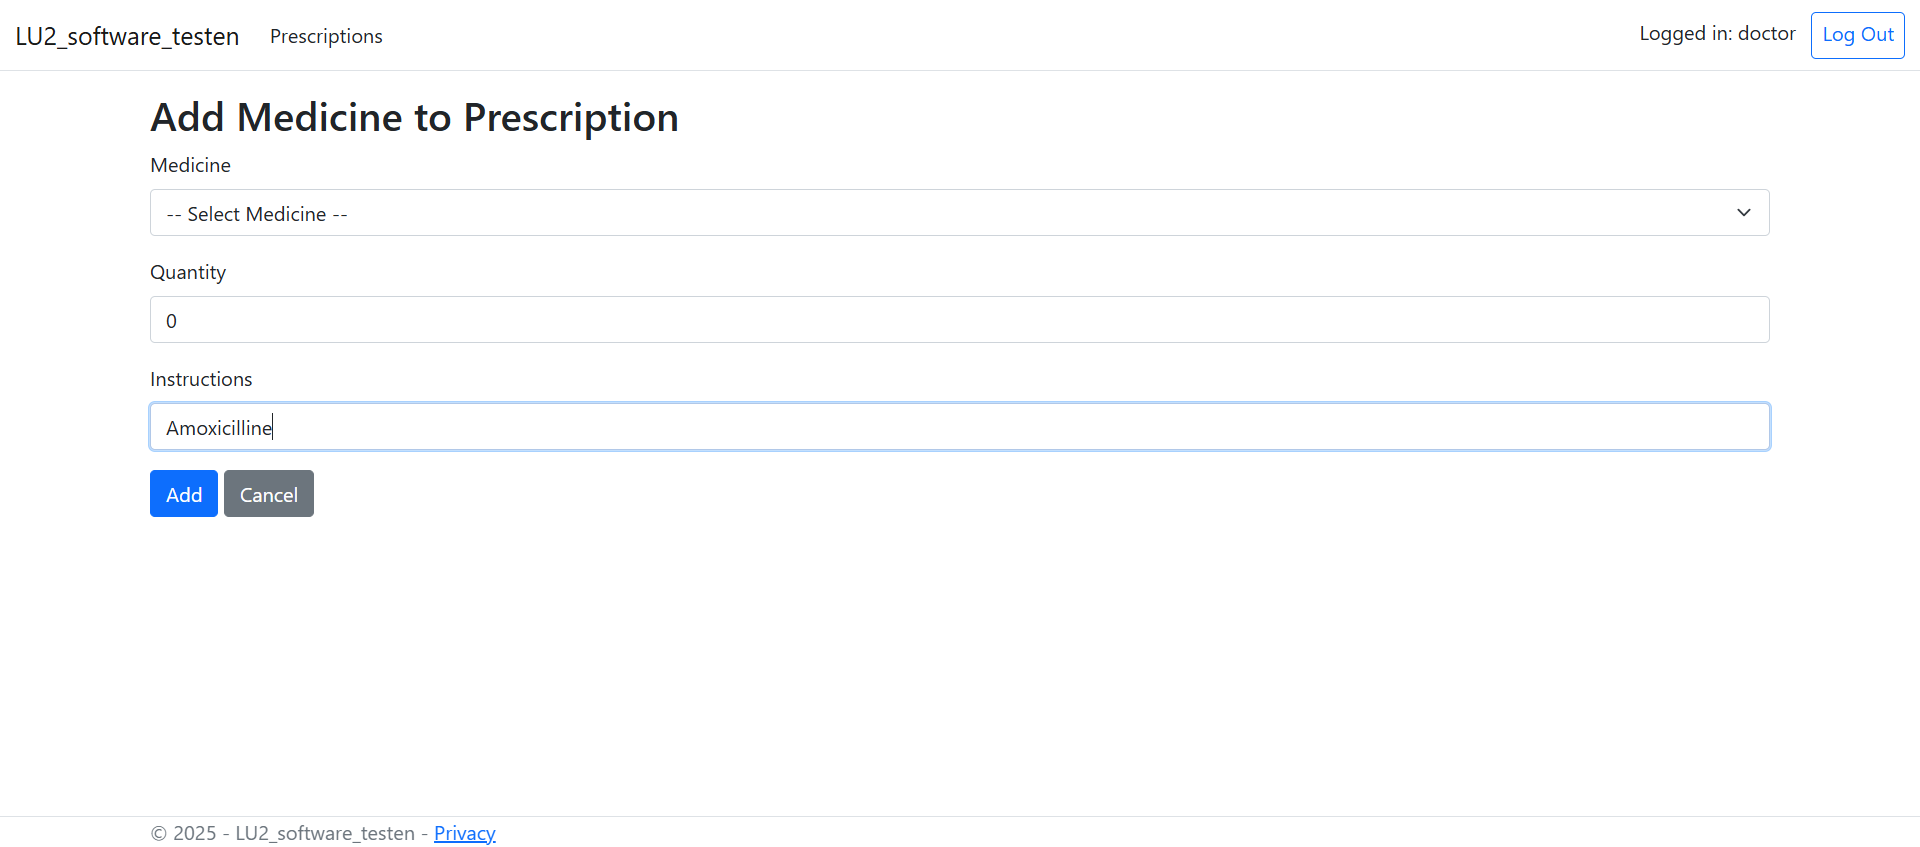 LU2_software_testen Prescriptions Logged in: doctor Log Out
Add Medicine to Prescription
Medicine
-- Select Medicine --
Quantity
0
Instructions
Amoxicilline
Add Cancel
© 2025 - LU2_software_testen - Privacy